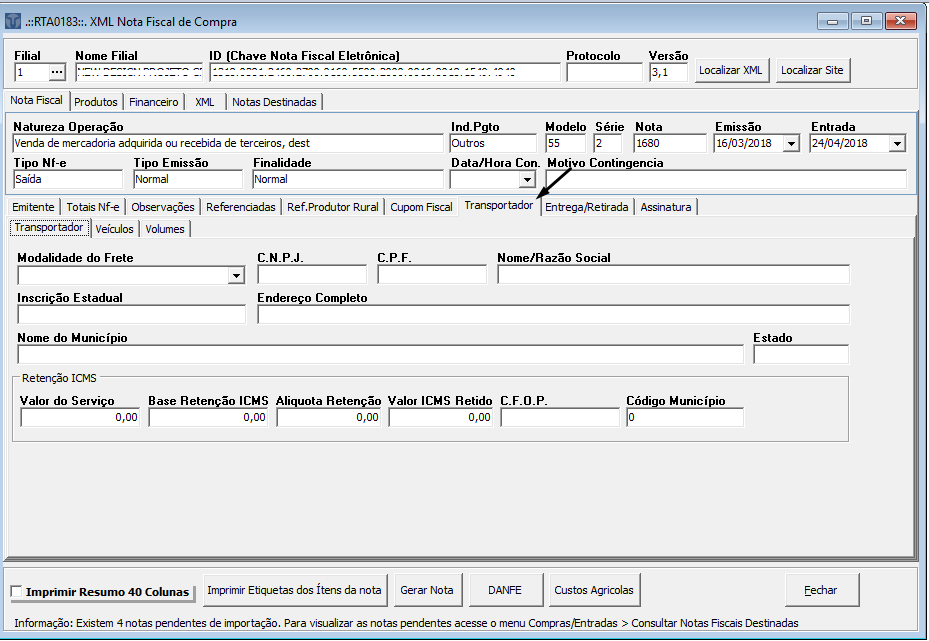 .::RTA0183::. XML Nota Fiscal de Compra
Filial Nome Filial ID (Chave Nota Fiscal Eletrônica) Protocolo Versão
1 ... 3,1 Localizar XML Localizar Site
Nota Fiscal Produtos Financeiro XML Notas Destinadas
Natureza Operação Ind.Pgto Modelo Série Nota Emissão Entrada
Venda de mercadoria adquirida ou recebida de terceiros, dest Outros 55 2 1680 16/03/2018 24/04/2018
Tipo Nf-e Tipo Emissão Finalidade Data/Hora Con. Motivo Contingencia
Saída Normal Normal
Emitente Totais Nf-e Observações Referenciadas Ref.Produtor Rural Cupom Fiscal Transportador Entrega/Retirada Assinatura
Transportador Veículos Volumes
Modalidade do Frete C.N.P.J. C.P.F. Nome/Razão Social
Inscrição Estadual Endereço Completo
Nome do Município Estado
Retenção ICMS
Valor do Serviço Base Retenção ICMS Aliquota Retenção Valor ICMS Retido C.F.O.P. Código Município
0,00 0,00 0,00 0,00 0
Imprimir Resumo 40 Colunas Imprimir Etiquetas dos Ítens da nota Gerar Nota DANFE Custos Agricolas Fechar
Informação: Existem 4 notas pendentes de importação. Para visualizar as notas pendentes acesse o menu Compras/Entradas > Consultar Notas Fiscais Destinadas